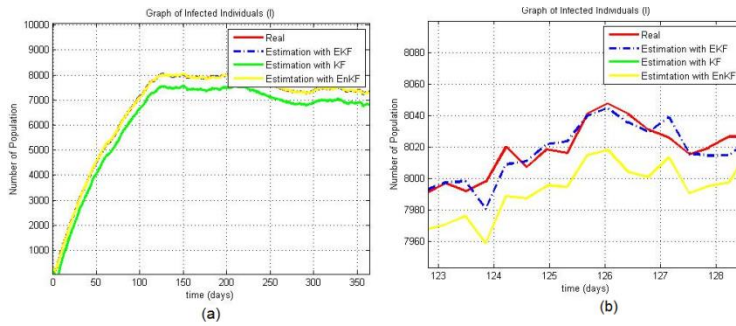 Graph of Infected Individuals (I)
Number of Population
10000
9000
8000
7000
6000
5000
4000
3000
2000
1000
0
0
50
100
150
200
250
300
350
time (days)
Real
Estimation with EKF
Estimation with KF
Estimtation with EnKF
(a)
Graph of Infected Individuals (I)
Number of Population
8080
8060
8040
8020
8000
7980
7960
123
124
125
126
127
128
time (days)
Real
Estimation with EKF
Estimation with KF
Estimtation with EnKF
(b)